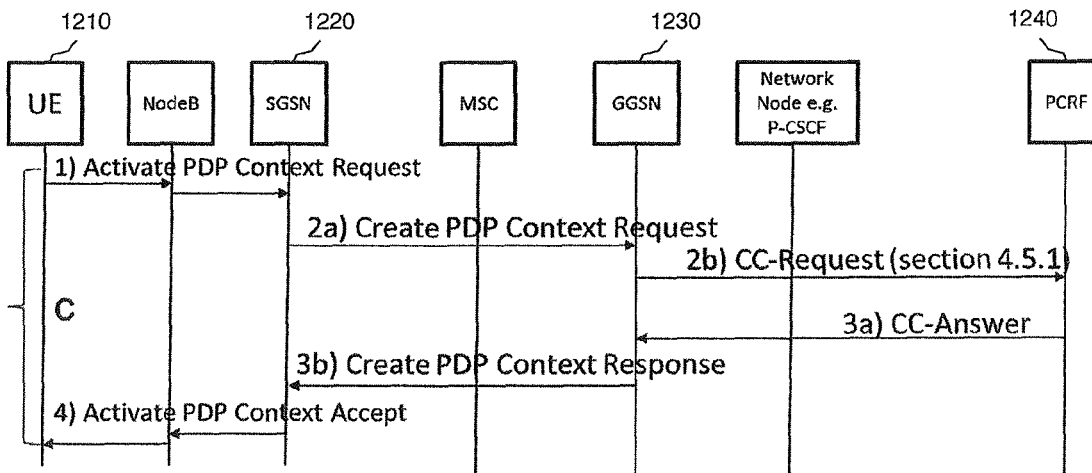 1210
1220
1230
1240
UE
NodeB
SGSN
MSC
GGSN
Network
Node e.g.
P-CSCF
PCRF
1) Activate PDP Context Request
2a) Create PDP Context Request
2b) CC-Request (section 4.5.1)
C
3a) CC-Answer
3b) Create PDP Context Response
4) Activate PDP Context Accept